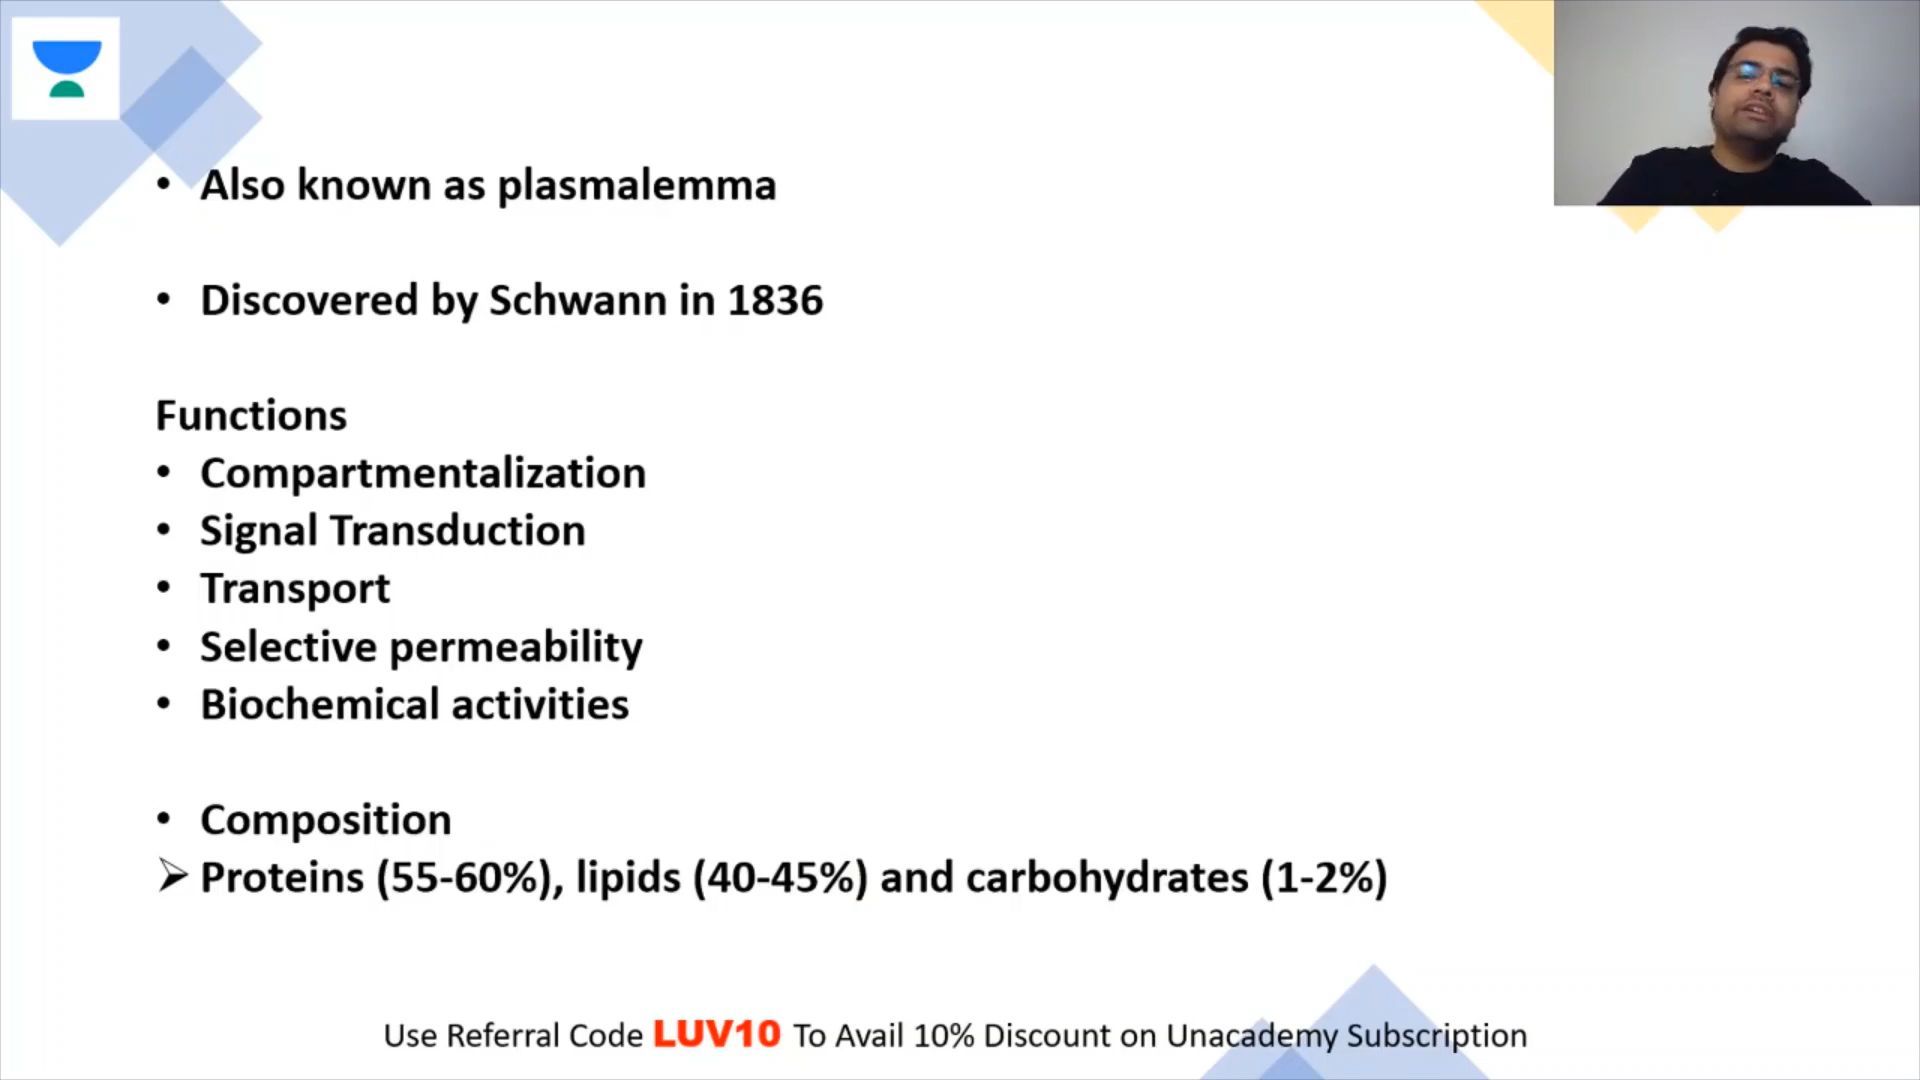 • Also known as plasmalemma
• Discovered by Schwann in 1836
Functions
• Compartmentalization
• Signal Transduction
• Transport
• Selective permeability
• Biochemical activities
• Composition
➢ Proteins (55-60%), lipids (40-45%) and carbohydrates (1-2%)
Use Referral Code LUV10 To Avail 10% Discount on Unacademy Subscription